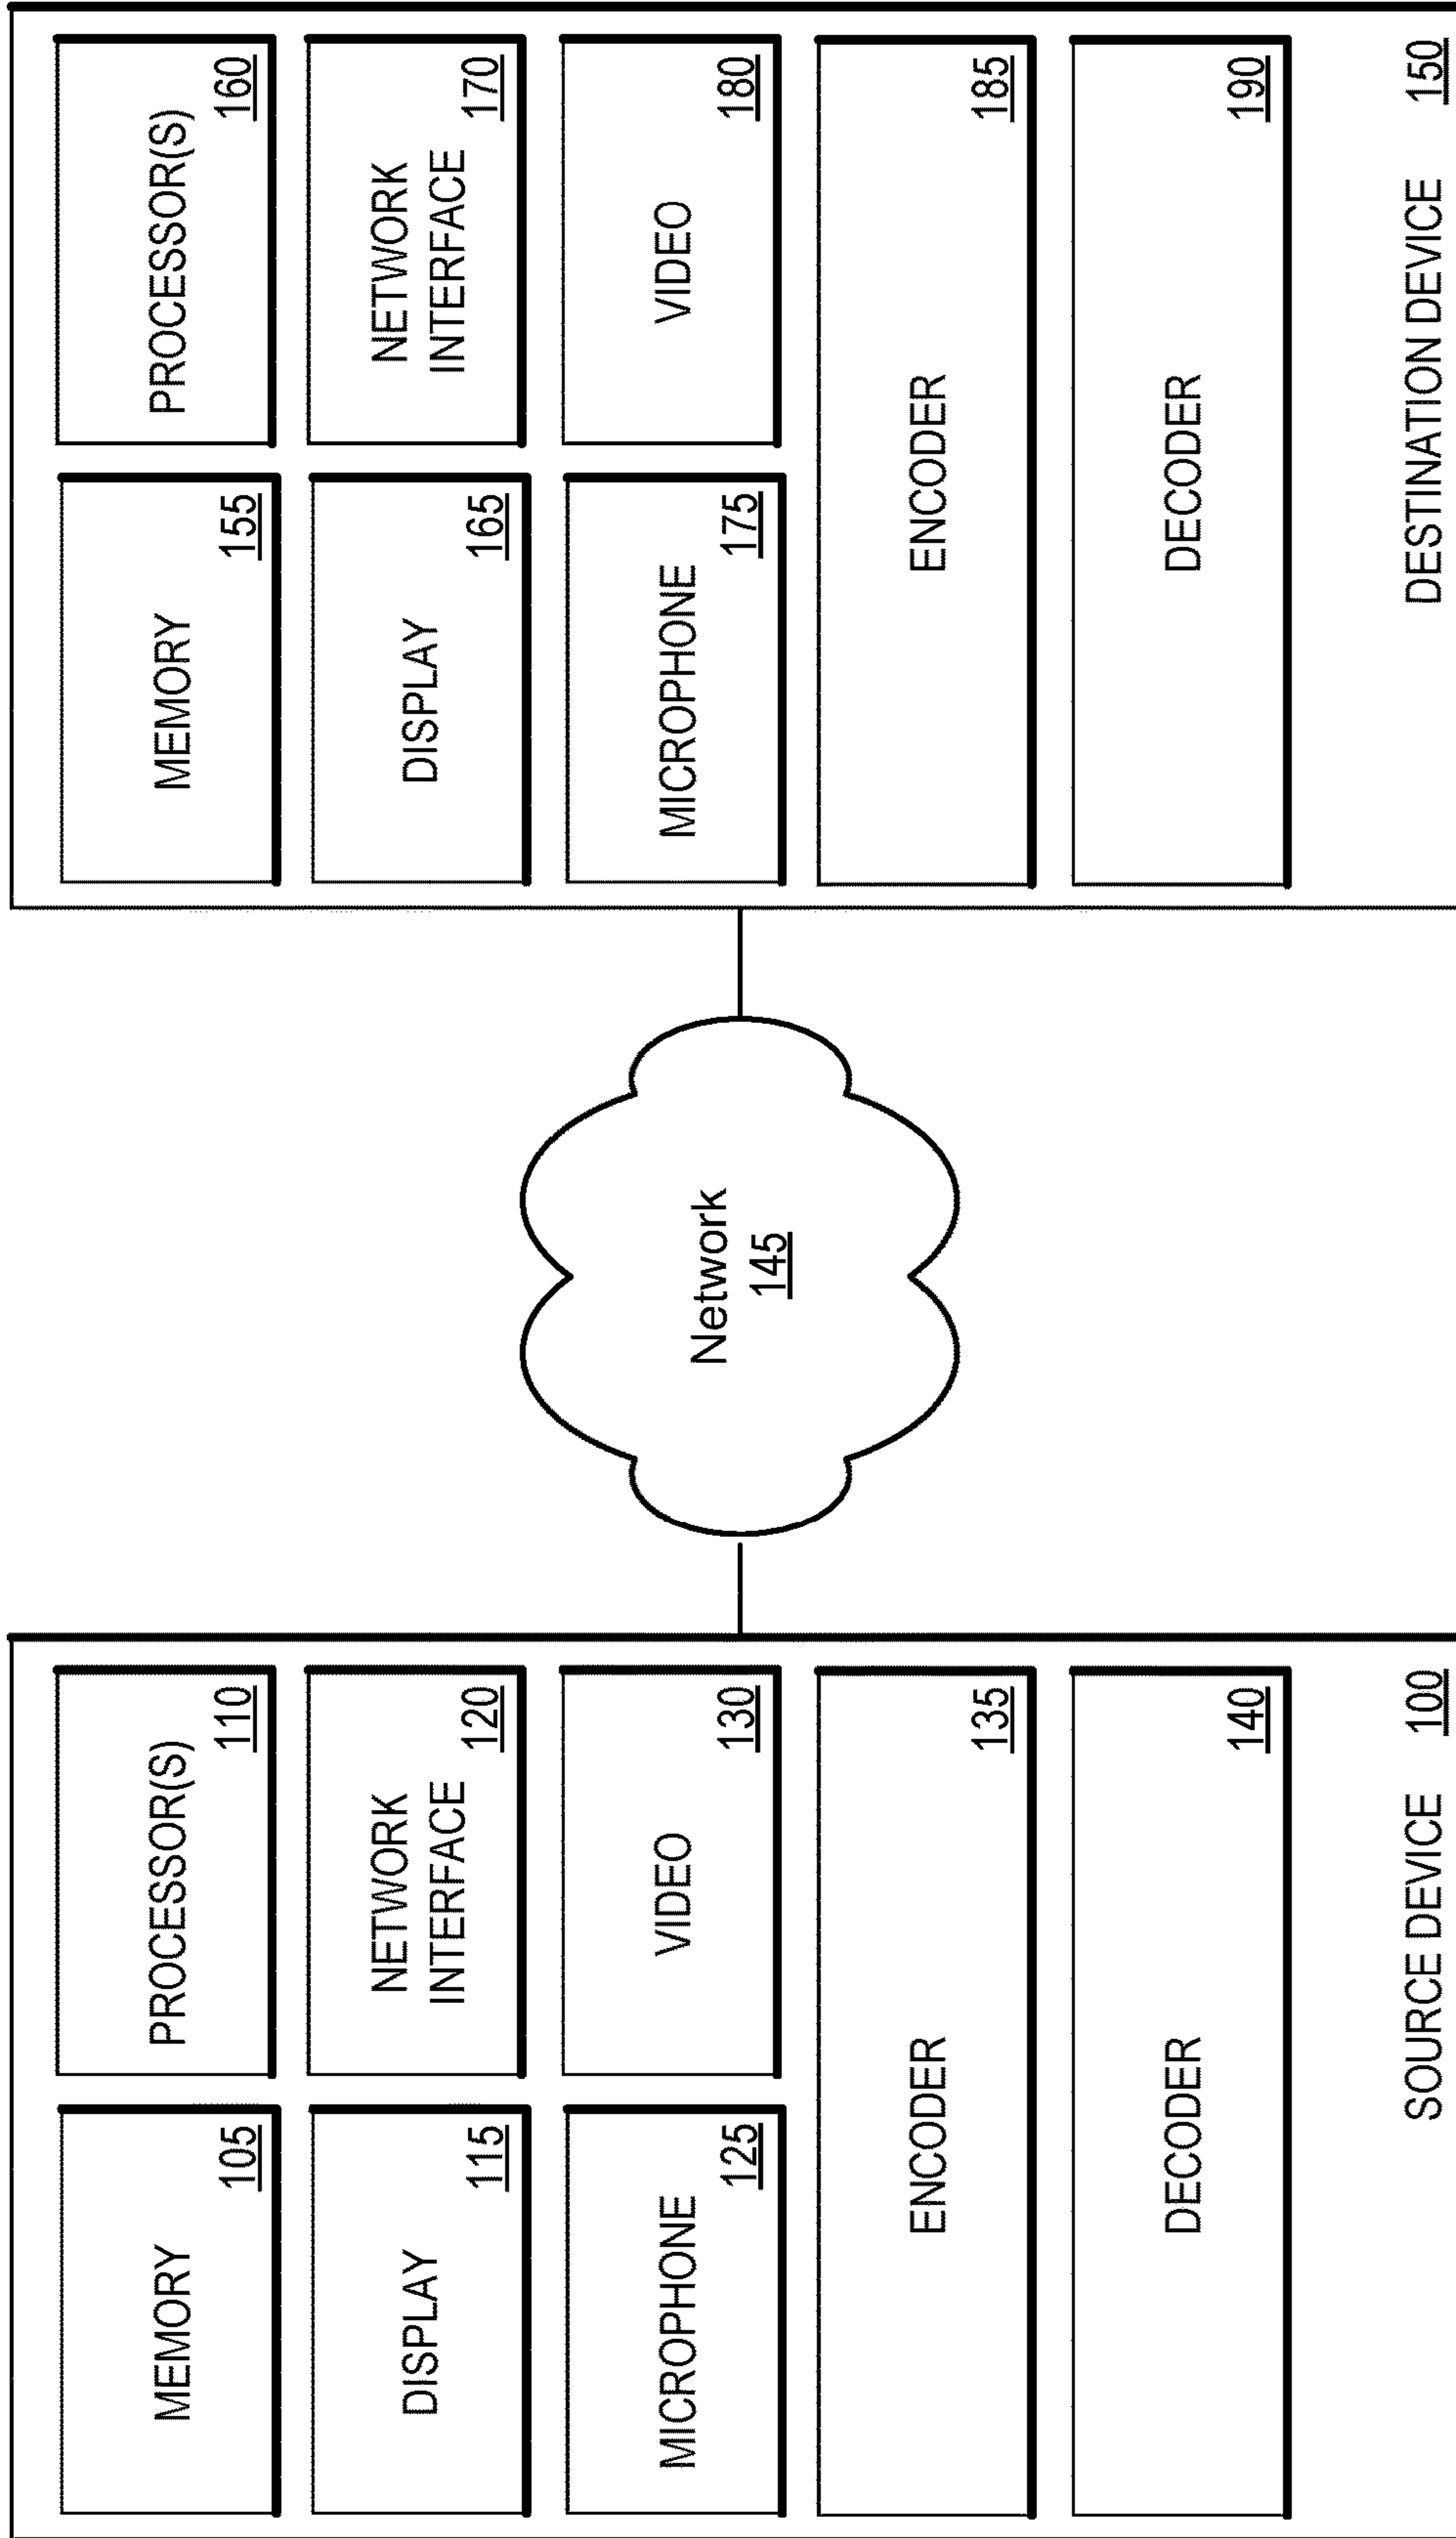 MEMORY
105
PROCESSOR(S)
110
DISPLAY
115
NETWORK
INTERFACE
120
MICROPHONE
125
VIDEO
130
ENCODER
135
DECODER
140
SOURCE DEVICE 100
Network
145
MEMORY
155
PROCESSOR(S)
160
DISPLAY
165
NETWORK
INTERFACE
170
MICROPHONE
175
VIDEO
180
ENCODER
185
DECODER
190
DESTINATION DEVICE 150